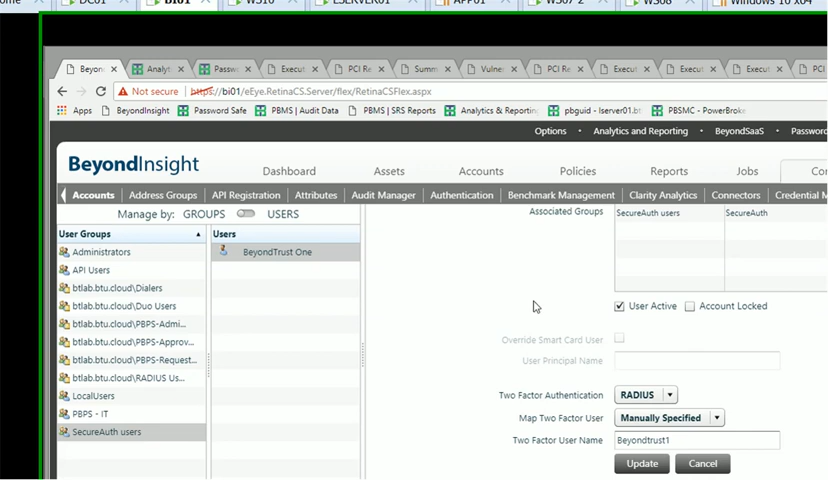 ome DC01 BI01 WS10 ESERVER01 APP01 WS07 2 WS08 Windows 10 x64
Beyon Analyt Passw Execut PCI Re Summ Vulner PCI Re Execut Execut Execut PCI
Not secure https://bi01/eEye.RetinaCS.Server/flex/RetinaCSFlex.aspx
Apps BeyondInsight Password Safe PBMS | Audit Data PBMS | SRS Reports Analytics & Reportin pbguid - lserver01.bt PBSMC - PowerBroke
Options • Analytics and Reporting • BeyondSaaS • Password
BeyondInsight Dashboard Assets Accounts Policies Reports Jobs Co
Accounts Address Groups API Registration Attributes Audit Manager Authentication Benchmark Management Clarity Analytics Connectors Credential M
Manage by: GROUPS USERS
Associated Groups SecureAuth users SecureAuth
User Groups Users
Administrators BeyondTrust One
API Users
btlab.btu.cloud\Dialers
btlab.btu.cloud\Duo Users
btlab.btu.cloud\PBPS-Admi...
btlab.btu.cloud\PBPS-Approv...
btlab.btu.cloud\PBPS-Request...
btlab.btu.cloud\RADIUS Us...
LocalUsers
PBPS - IT
SecureAuth users
User Active Account Locked
Override Smart Card User
User Principal Name
Two Factor Authentication RADIUS
Map Two Factor User Manually Specified
Two Factor User Name Beyondtrust1
Update Cancel